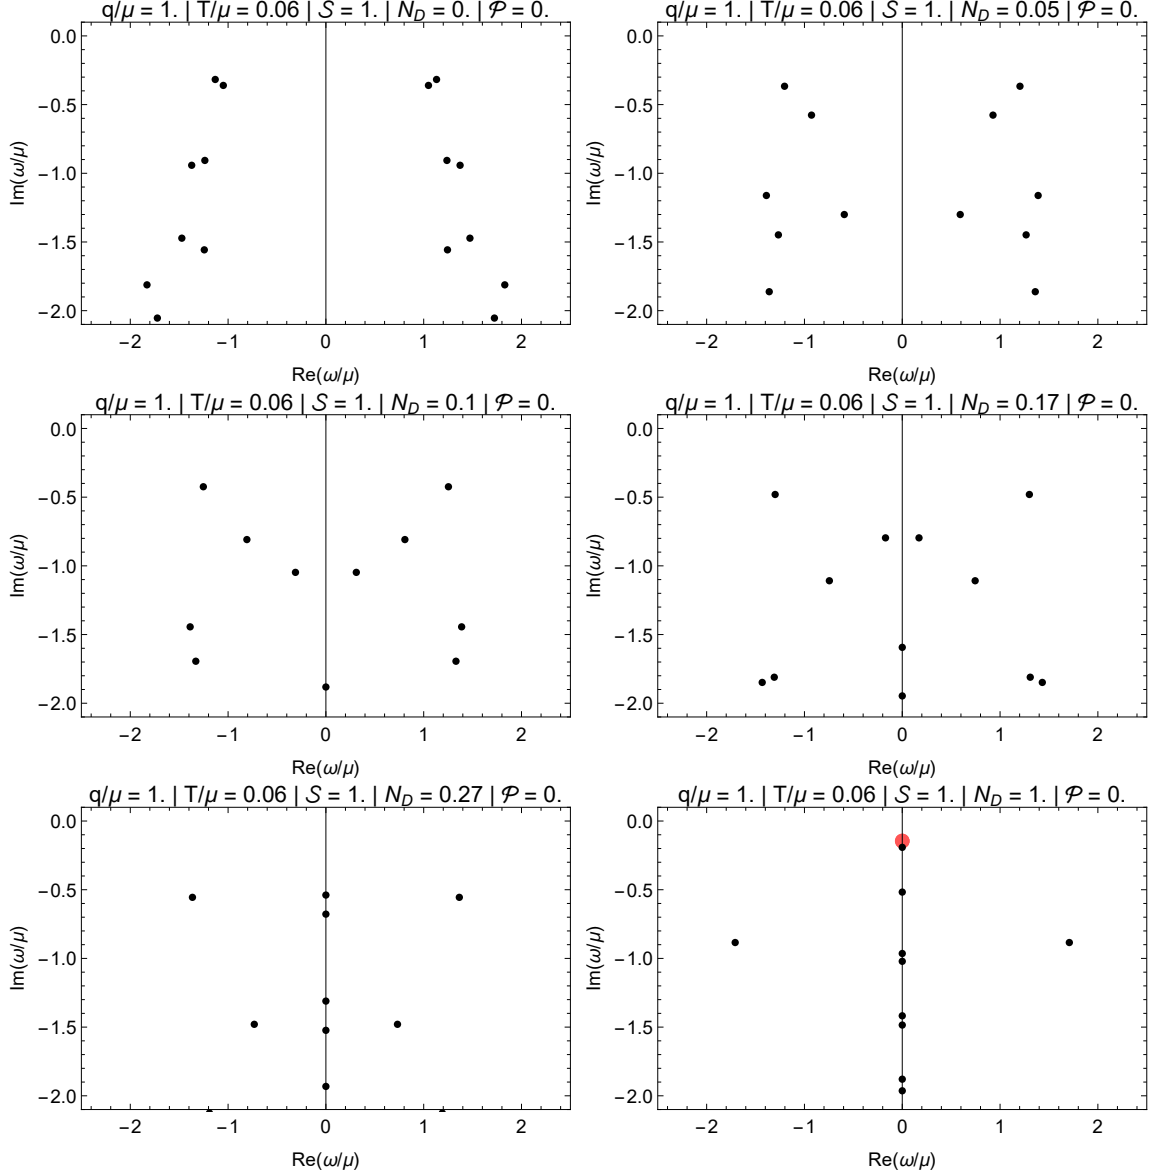 q/μ = 1. | T/μ = 0.06 | 𝒮 = 1. | N_D = 0. | 𝒫 = 0.
0.0
−0.5
−1.0
−1.5
−2.0
Im(ω/μ)
−2 −1 0 1 2
Re(ω/μ)
q/μ = 1. | T/μ = 0.06 | 𝒮 = 1. | N_D = 0.05 | 𝒫 = 0.
0.0
−0.5
−1.0
−1.5
−2.0
Im(ω/μ)
−2 −1 0 1 2
Re(ω/μ)
q/μ = 1. | T/μ = 0.06 | 𝒮 = 1. | N_D = 0.1 | 𝒫 = 0.
0.0
−0.5
−1.0
−1.5
−2.0
Im(ω/μ)
−2 −1 0 1 2
Re(ω/μ)
q/μ = 1. | T/μ = 0.06 | 𝒮 = 1. | N_D = 0.17 | 𝒫 = 0.
0.0
−0.5
−1.0
−1.5
−2.0
Im(ω/μ)
−2 −1 0 1 2
Re(ω/μ)
q/μ = 1. | T/μ = 0.06 | 𝒮 = 1. | N_D = 0.27 | 𝒫 = 0.
0.0
−0.5
−1.0
−1.5
−2.0
Im(ω/μ)
−2 −1 0 1 2
Re(ω/μ)
q/μ = 1. | T/μ = 0.06 | 𝒮 = 1. | N_D = 1. | 𝒫 = 0.
0.0
−0.5
−1.0
−1.5
−2.0
Im(ω/μ)
−2 −1 0 1 2
Re(ω/μ)